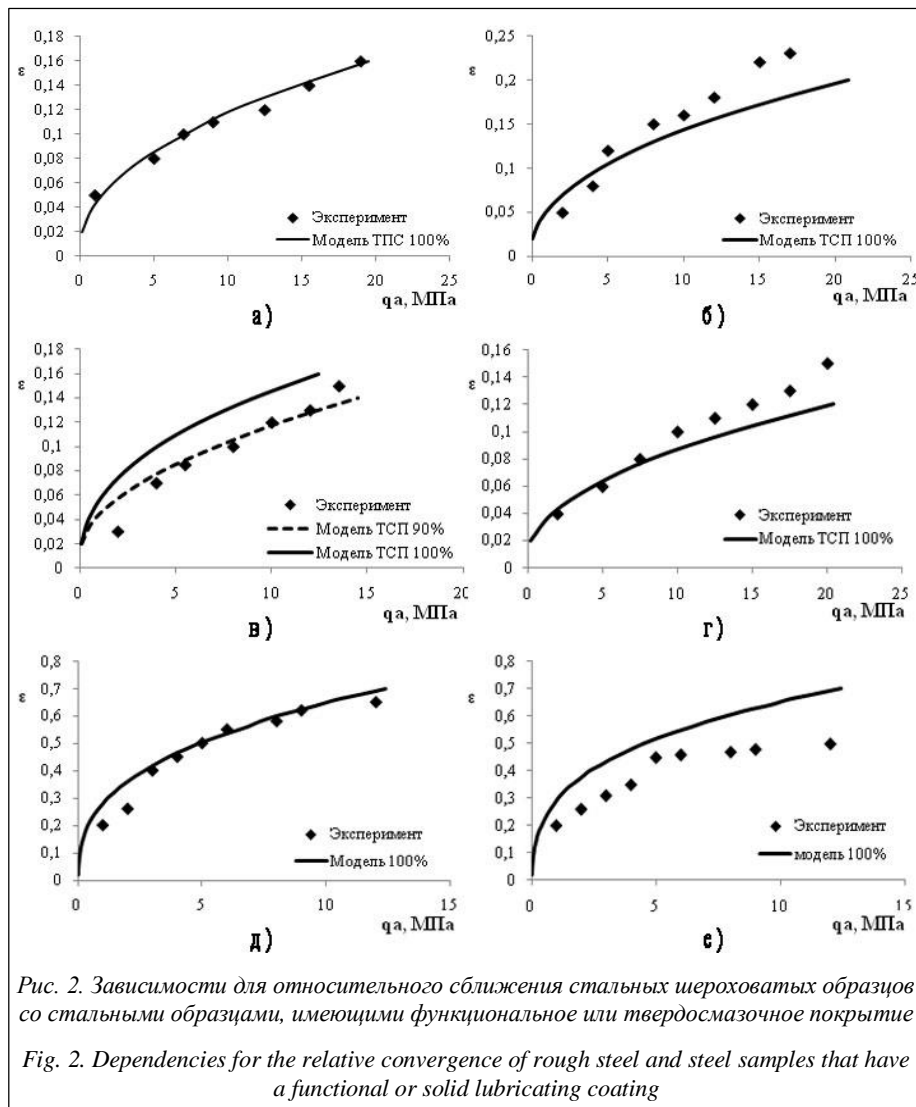 ε
0,18
0,16
0,14
0,12
0,1
0,08
0,06
0,04
0,02
0
0 5 10 15 20 25
◆ Эксперимент
Модель ТПС 100%
qa, МПа
а)
ε
0,25
0,2
0,15
0,1
0,05
0
0 5 10 15 20 25
◆ Эксперимент
Модель ТСП 100%
qa, МПа
б)
ε
0,18
0,16
0,14
0,12
0,1
0,08
0,06
0,04
0,02
0
0 5 10 15 20
◆ Эксперимент
Модель ТСП 90%
Модель ТСП 100%
qa, МПа
в)
ε
0,16
0,14
0,12
0,1
0,08
0,06
0,04
0,02
0
0 5 10 15 20 25
◆ Эксперимент
Модель ТСП 100%
qa, МПа
г)
ε
0,8
0,7
0,6
0,5
0,4
0,3
0,2
0,1
0
0 5 10 15
◆ Эксперимент
Модель 100%
qa, МПа
д)
ε
0,8
0,7
0,6
0,5
0,4
0,3
0,2
0,1
0
0 5 10 15
◆ Эксперимент
модель 100%
qa, МПа
е)
Рис. 2. Зависимости для относительного сближения стальных шероховатых образцов
со стальными образцами, имеющими функциональное или твердосмазочное покрытие
Fig. 2. Dependencies for the relative convergence of rough steel and steel samples that have
a functional or solid lubricating coating